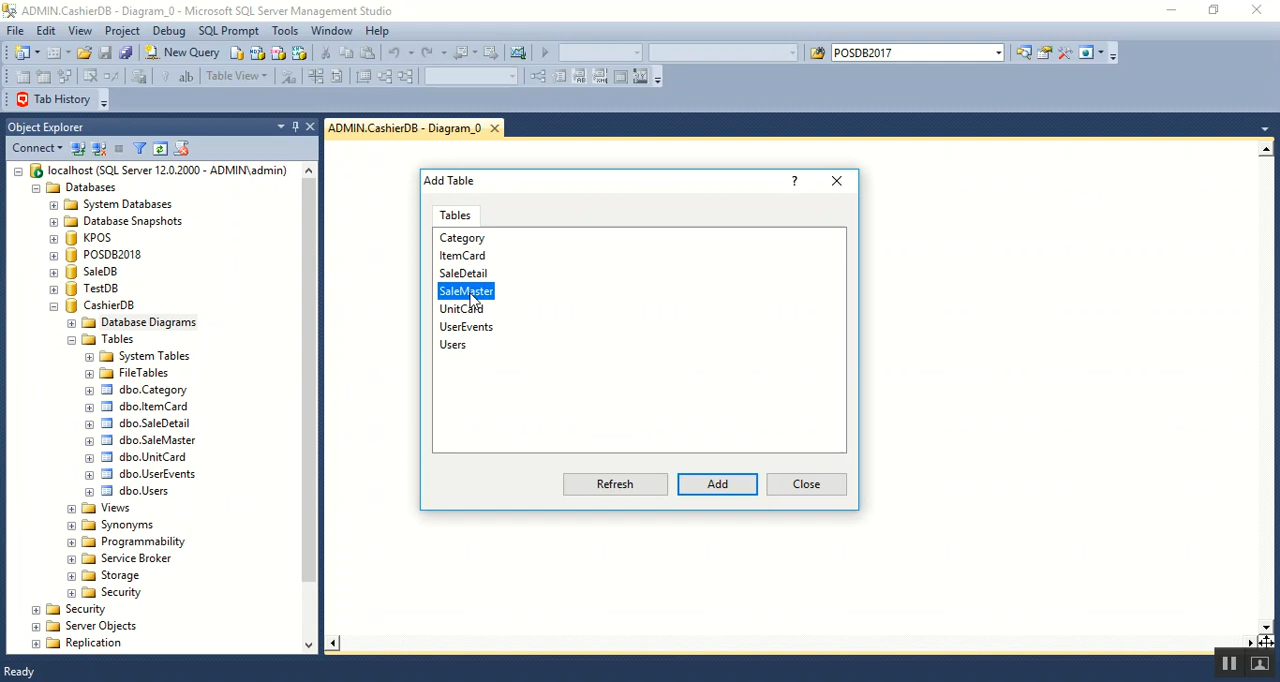 ADMIN.CashierDB - Diagram_0 - Microsoft SQL Server Management Studio
File Edit View Project Debug SQL Prompt Tools Window Help
New Query POSDB2017
Table View
Tab History
Object Explorer
ADMIN.CashierDB - Diagram_0
Connect
localhost (SQL Server 12.0.2000 - ADMIN\admin)
Databases
System Databases
Database Snapshots
KPOS
POSDB2018
SaleDB
TestDB
CashierDB
Database Diagrams
Tables
System Tables
FileTables
dbo.Category
dbo.ItemCard
dbo.SaleDetail
dbo.SaleMaster
dbo.UnitCard
dbo.UserEvents
dbo.Users
Views
Synonyms
Programmability
Service Broker
Storage
Security
Security
Server Objects
Replication
Add Table
?
Tables
Category
ItemCard
SaleDetail
SaleMaster
UnitCard
UserEvents
Users
Refresh Add Close
Ready